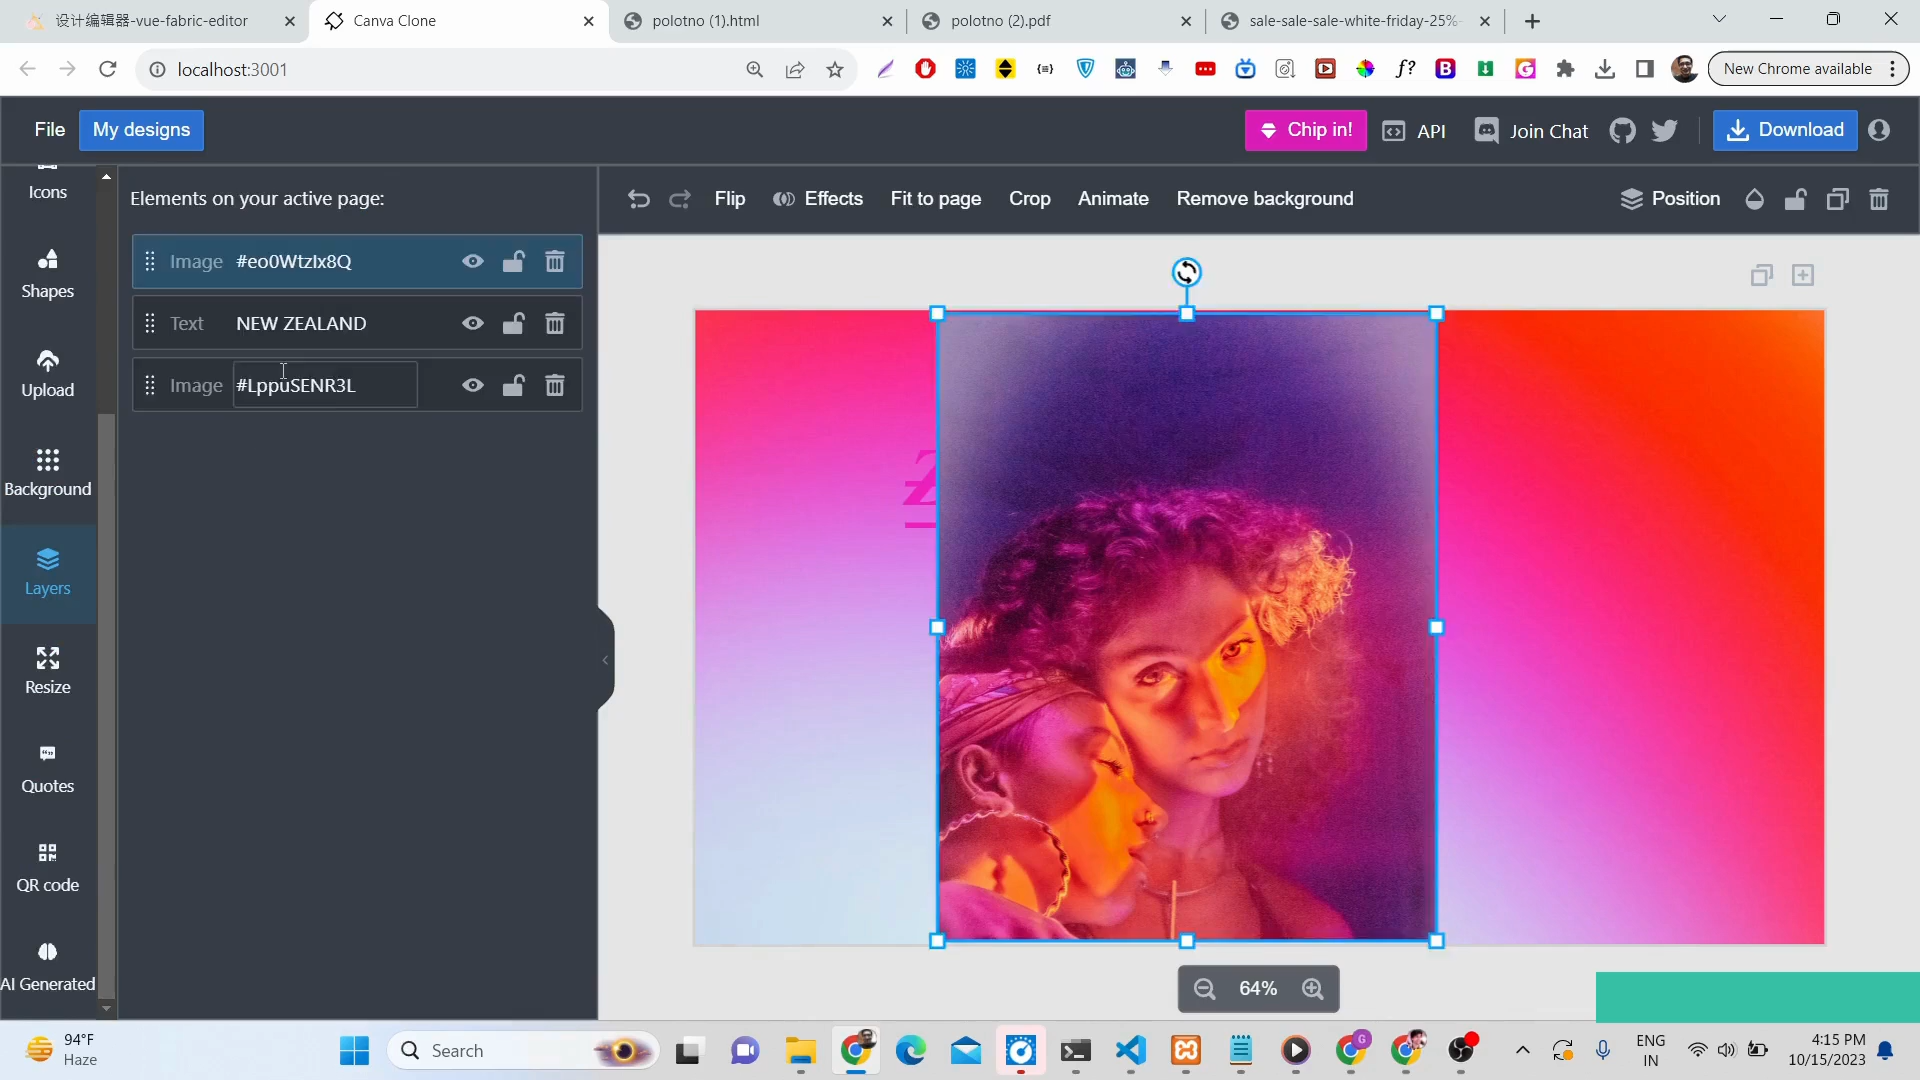 设计编辑器-vue-fabric-editor
Canva Clone
polotno (1).html
polotno (2).pdf
sale-sale-sale-white-friday-25%-
localhost:3001
New Chrome available
File
My designs
Chip in!
API
Join Chat
Download
Icons
Shapes
Upload
Background
Layers
Resize
Quotes
QR code
AI Generated
Elements on your active page:
Image #eo0WtzIx8Q
Text NEW ZEALAND
Image #LppuSENR3L
Flip
Effects
Fit to page
Crop
Animate
Remove background
Position
Z
64%
94°F
Haze
Search
ENG
IN
4:15 PM
10/15/2023